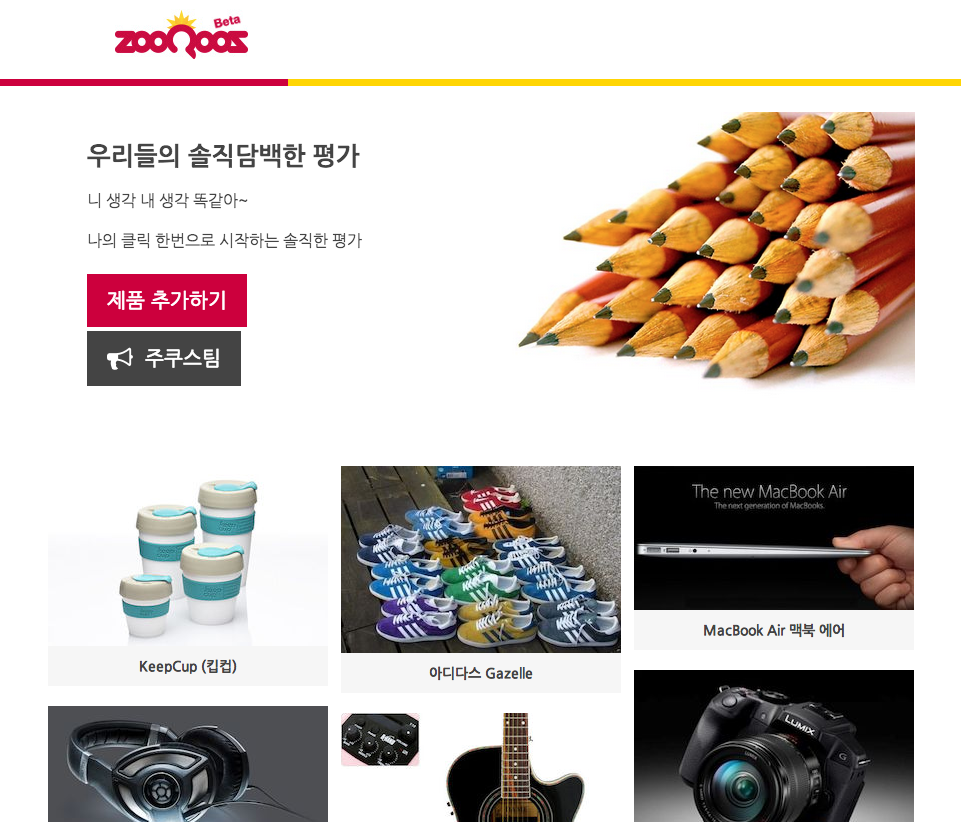 zooQoos
Beta
우리들의 솔직담백한 평가
니 생각 내 생각 똑같아~
나의 클릭 한번으로 시작하는 솔직한 평가
제품 추가하기
주쿠스팀
The new MacBook Air
The next generation of MacBooks.
KeepCup (킵컵)
아디다스 Gazelle
MacBook Air 맥북 에어
LUMIX
G